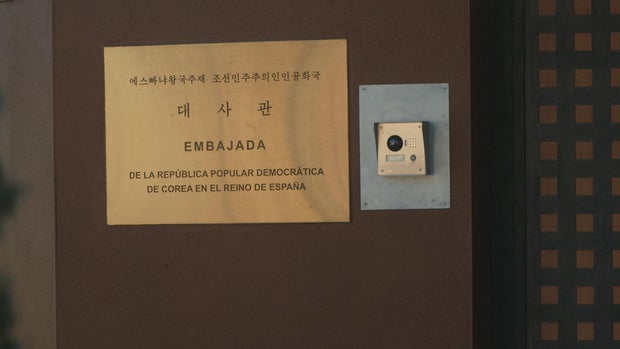 에스빠냐왕국주재 조선민주주의인민공화국
대 사 관
EMBAJADA
DE LA REPÚBLICA POPULAR DEMOCRÁTICA
DE COREA EN EL REINO DE ESPAÑA